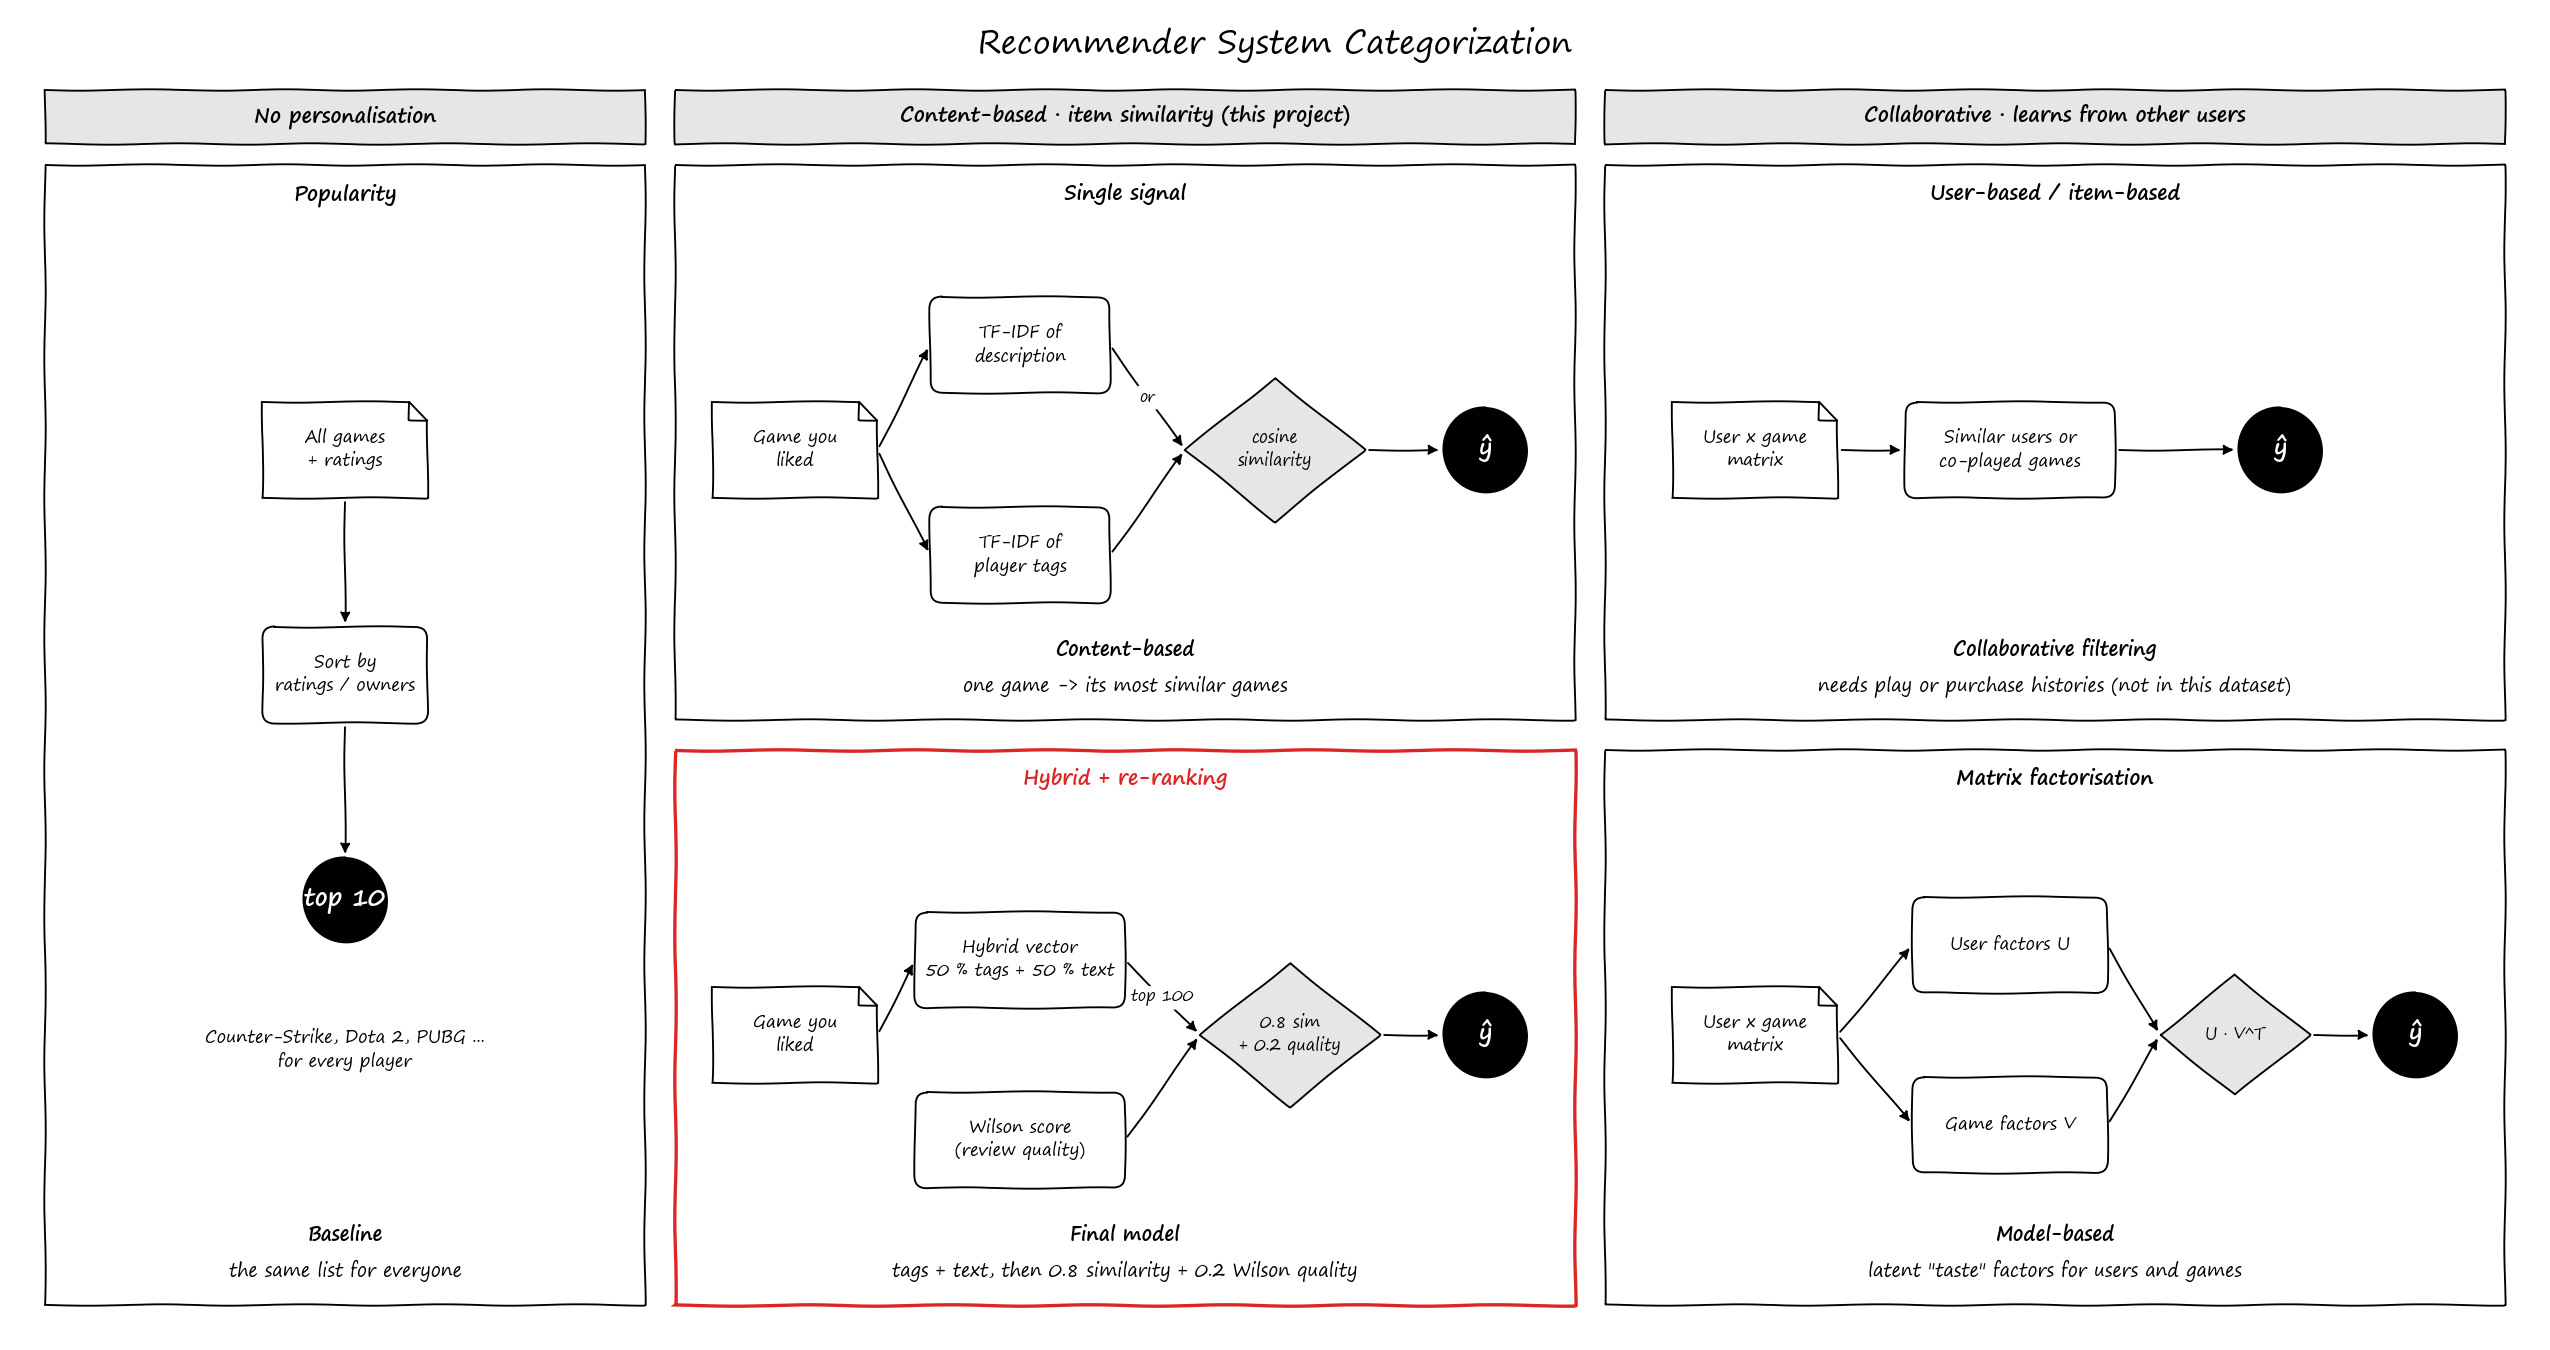 Recommender System Categorization
No personalisation
Content-based · item similarity (this project)
Collaborative · learns from other users
Popularity
All games
+ ratings
Sort by
ratings / owners
top 10
Counter-Strike, Dota 2, PUBG ...
for every player
Baseline
the same list for everyone
Single signal
Game you
liked
TF-IDF of
description
TF-IDF of
player tags
or
cosine
similarity
ŷ
Content-based
one game -> its most similar games
Hybrid + re-ranking
Game you
liked
Hybrid vector
50 % tags + 50 % text
top 100
Wilson score
(review quality)
0.8 sim
+ 0.2 quality
ŷ
Final model
tags + text, then 0.8 similarity + 0.2 Wilson quality
User-based / item-based
User x game
matrix
Similar users or
co-played games
ŷ
Collaborative filtering
needs play or purchase histories (not in this dataset)
Matrix factorisation
User x game
matrix
User factors U
Game factors V
U · V^T
ŷ
Model-based
latent "taste" factors for users and games